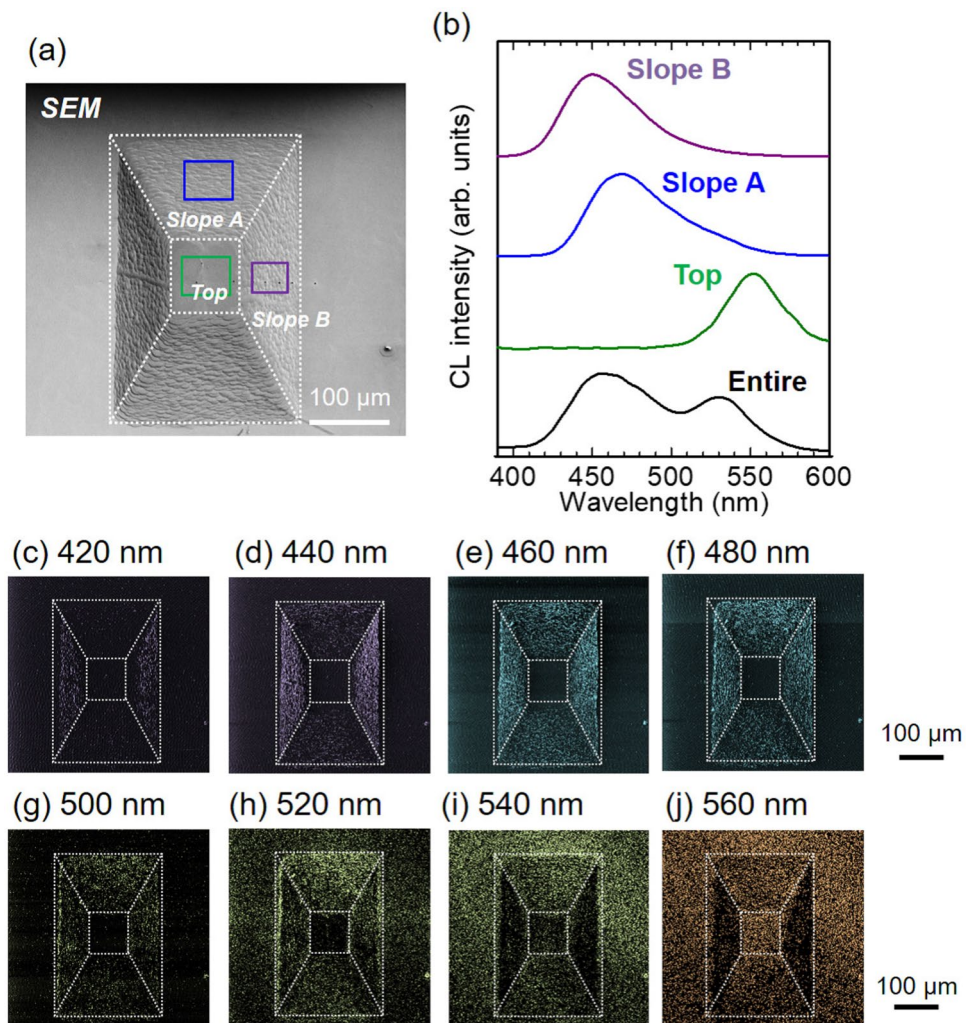 (a)
SEM
Slope A
Top
Slope B
100 μm
(b)
CL intensity (arb. units)
Slope B
Slope A
Top
Entire
400 450 500 550 600
Wavelength (nm)
(c) 420 nm
(d) 440 nm
(e) 460 nm
(f) 480 nm
100 μm
(g) 500 nm
(h) 520 nm
(i) 540 nm
(j) 560 nm
100 μm